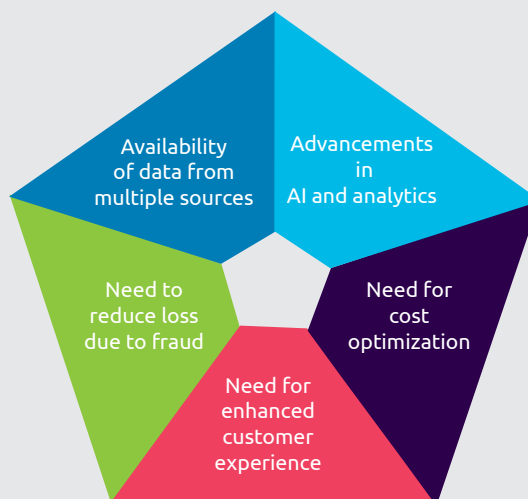 Availability
of data from
multiple sources
Advancements
in
AI and analytics
Need to
reduce loss
due to fraud
Need for
cost
optimization
Need for
enhanced
customer
experience